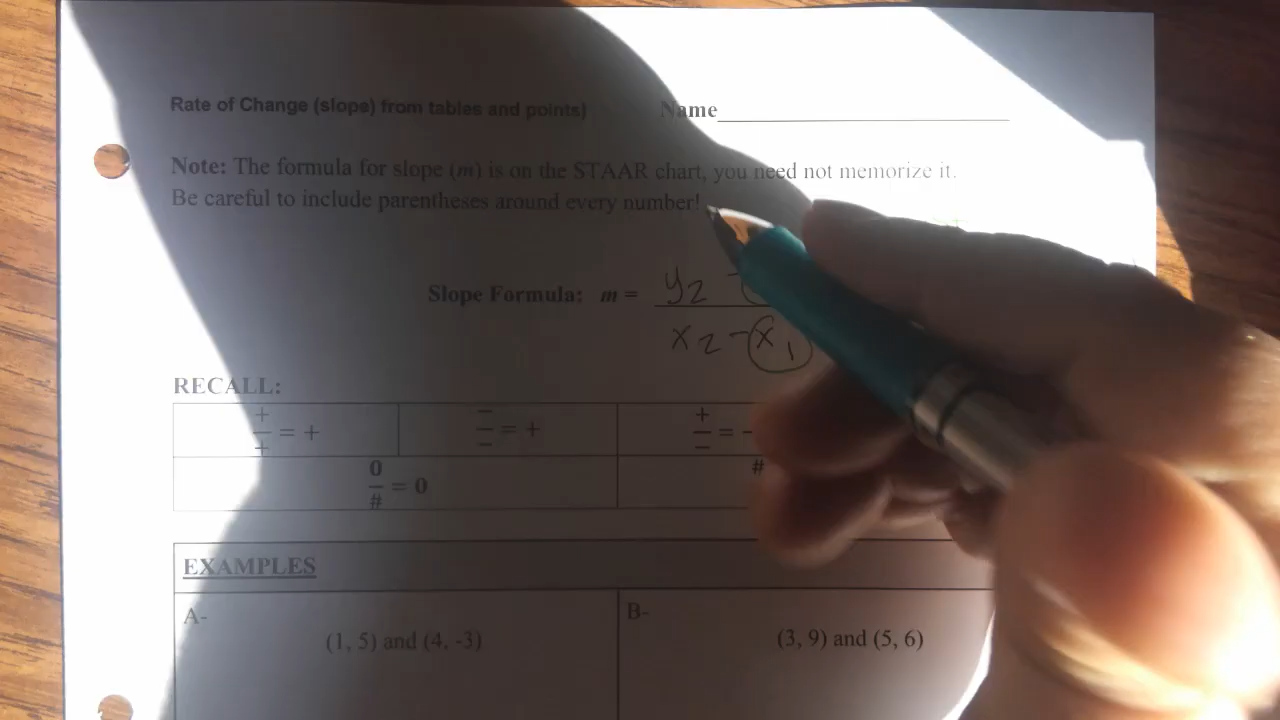 Rate of Change (slope) from tables and points) Name
Note: The formula for slope (m) is on the STAAR chart, you need not memorize it.
Be careful to include parentheses around every number!
Slope Formula: m = y₂ -
x₂ - x₁
RECALL:
+/+ = + −/− = + +/− = -
0/# = 0 #
EXAMPLES
A- B-
(1, 5) and (4, -3) (3, 9) and (5, 6)